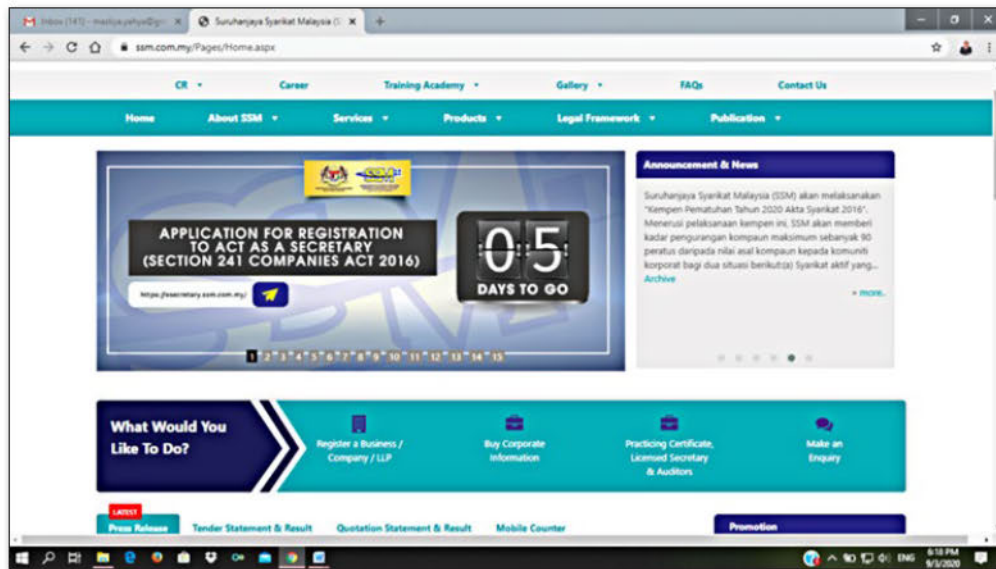 Suruhanjaya Syarikat Malaysia (S
ssm.com.my/Pages/Home.aspx
CR Career Training Academy Gallery FAQs Contact Us
Home About SSM Services Products Legal Framework Publication
APPLICATION FOR REGISTRATION
TO ACT AS A SECRETARY
(SECTION 241 COMPANIES ACT 2016)
https://esecretary.ssm.com.my/
05
DAYS TO GO
1 2 3 4 5 6 7 8 9 10 11 12 13 14 15
Announcement & News
Suruhanjaya Syarikat Malaysia (SSM) akan melaksanakan
"Kempen Pematuhan Tahun 2020 Akta Syarikat 2016".
Menerusi pelaksanaan kempen ini, SSM akan memberi
kadar pengurangan kompaun maksimum sebanyak 90
peratus daripada nilai asal kompaun kepada komuniti
korporat bagi dua situasi berikut:(a) Syarikat aktif yang...
Archive
» more..
What Would You
Like To Do?
Register a Business /
Company / LLP
Buy Corporate
Information
Practicing Certificate,
Licensed Secretary
& Auditors
Make an
Enquiry
LATEST
Press Release Tender Statement & Result Quotation Statement & Result Mobile Counter
Promotion
ENG
6:18 PM
9/3/2020